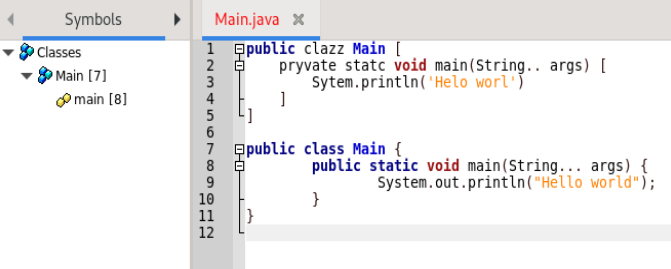 Symbols
Main.java
Classes
Main [7]
main [8]
1 public clazz Main [
2     pryvate statc void main(String.. args) [
3         Sytem.println('Helo worl')
4     ]
5 ]
6
7 public class Main {
8         public static void main(String... args) {
9                 System.out.println("Hello world");
10         }
11 }
12